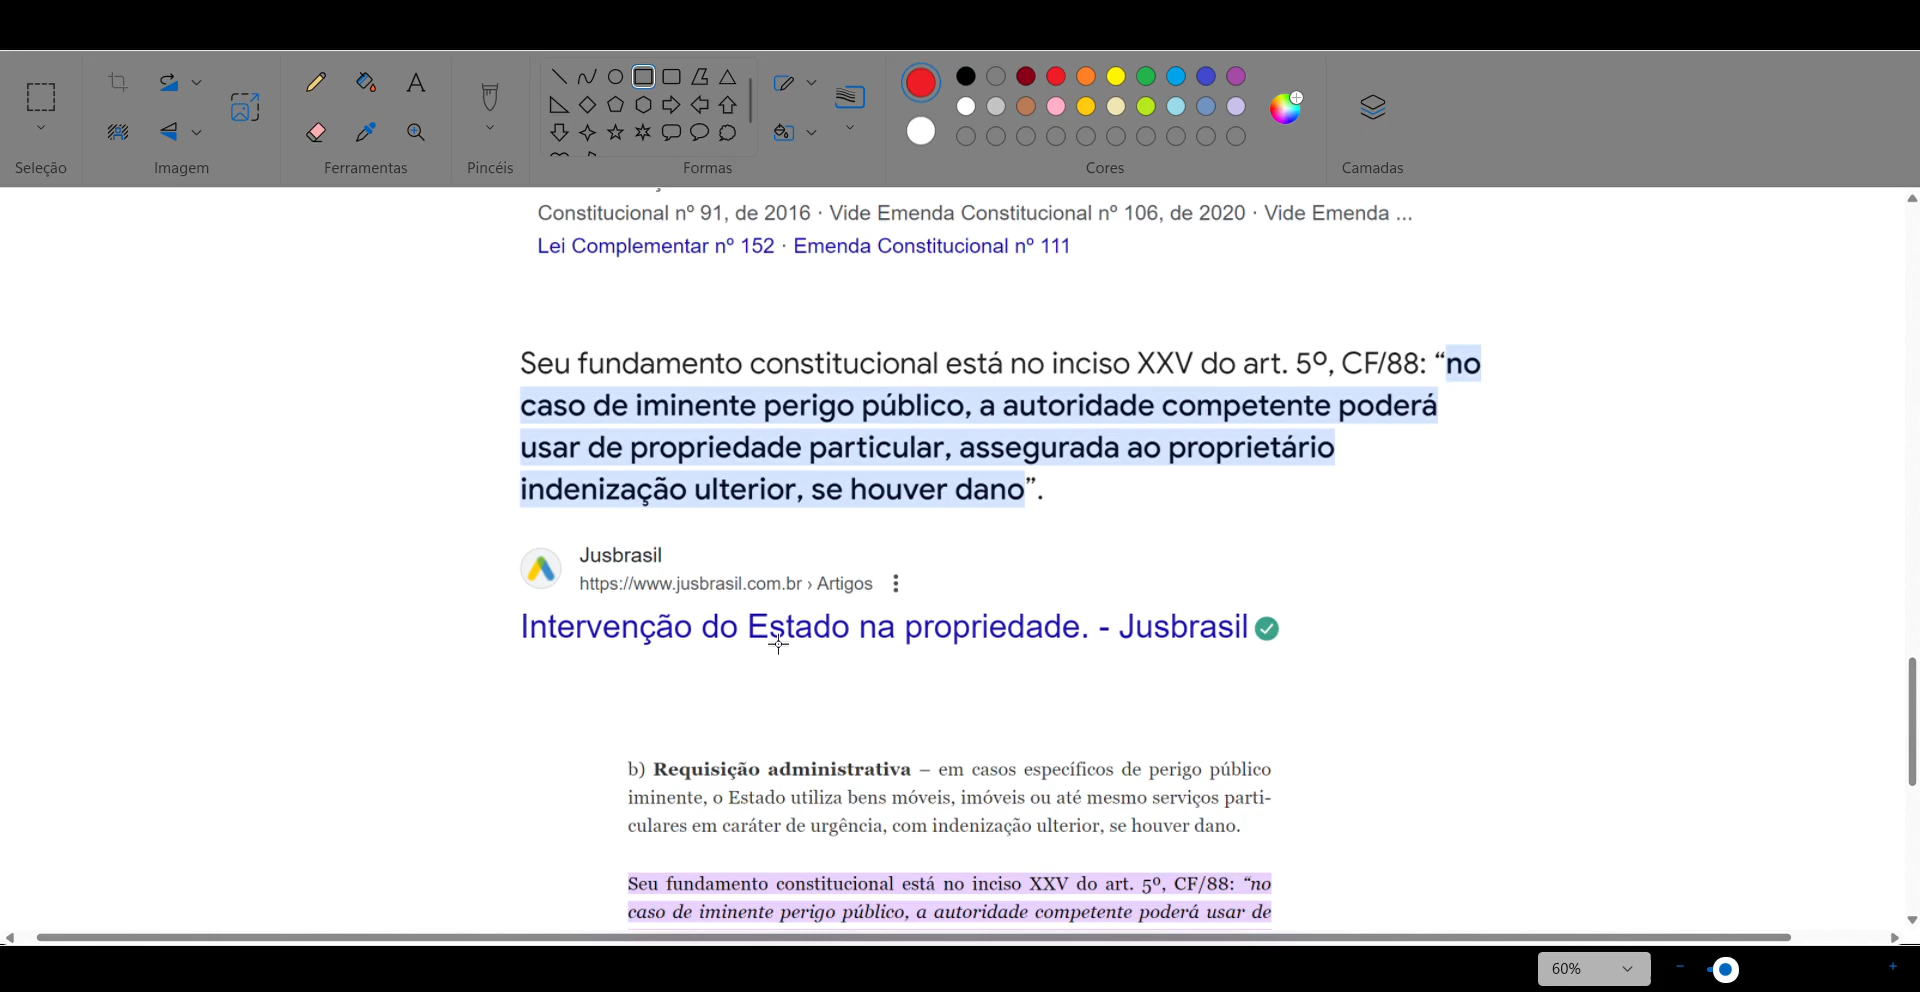 Seleção
Imagem
Ferramentas
Pincéis
Formas
Cores
Camadas
Constitucional nº 91, de 2016 · Vide Emenda Constitucional nº 106, de 2020 · Vide Emenda ...
Lei Complementar nº 152 · Emenda Constitucional nº 111
Seu fundamento constitucional está no inciso XXV do art. 5º, CF/88: “no
caso de iminente perigo público, a autoridade competente poderá
usar de propriedade particular, assegurada ao proprietário
indenização ulterior, se houver dano”.
Jusbrasil
https://www.jusbrasil.com.br › Artigos
Intervenção do Estado na propriedade. - Jusbrasil
b) Requisição administrativa – em casos específicos de perigo público
iminente, o Estado utiliza bens móveis, imóveis ou até mesmo serviços parti-
culares em caráter de urgência, com indenização ulterior, se houver dano.
Seu fundamento constitucional está no inciso XXV do art. 5º, CF/88: “no
caso de iminente perigo público, a autoridade competente poderá usar de
60%